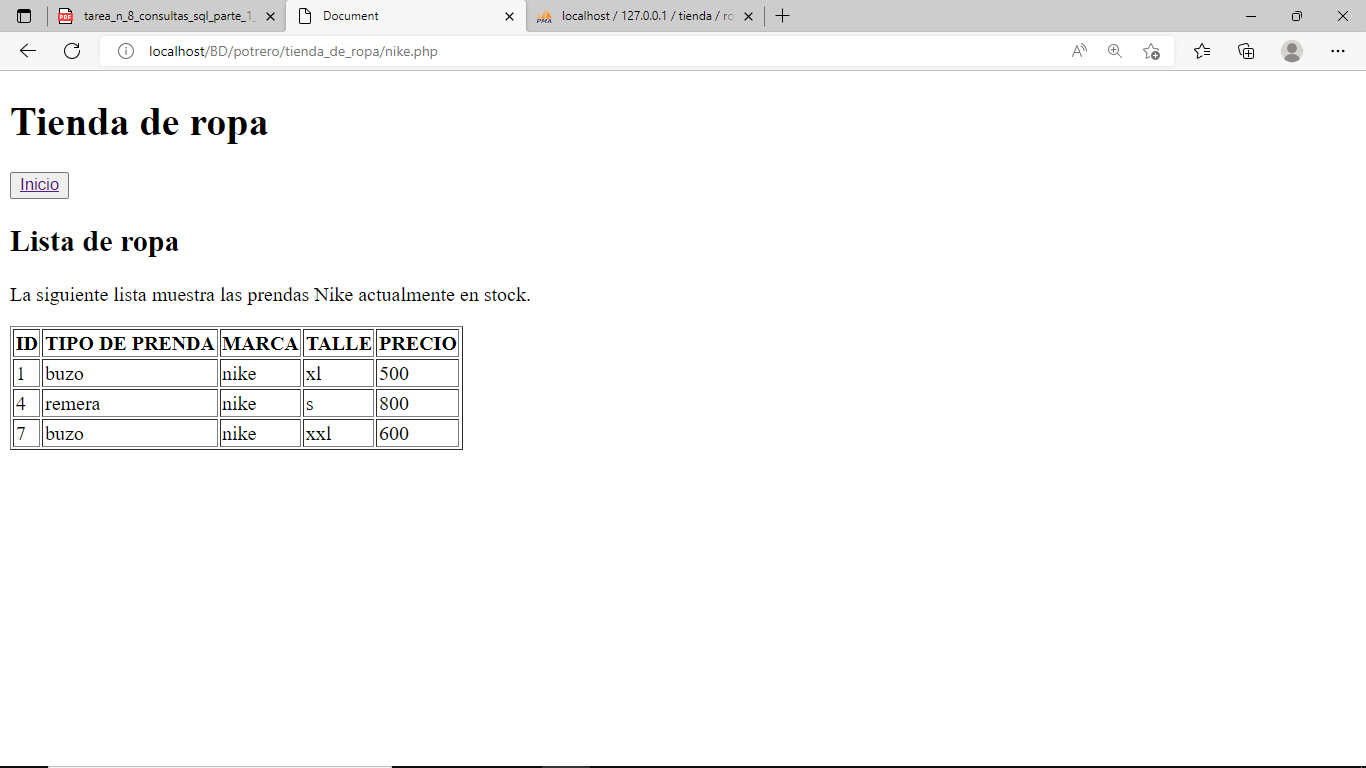 tarea_n_8_consultas_sql_parte_1_
Document
localhost / 127.0.0.1 / tienda / ro
localhost/BD/potrero/tienda_de_ropa/nike.php
Tienda de ropa
Inicio
Lista de ropa
La siguiente lista muestra las prendas Nike actualmente en stock.
ID TIPO DE PRENDA MARCA TALLE PRECIO
1 buzo nike xl 500
4 remera nike s 800
7 buzo nike xxl 600